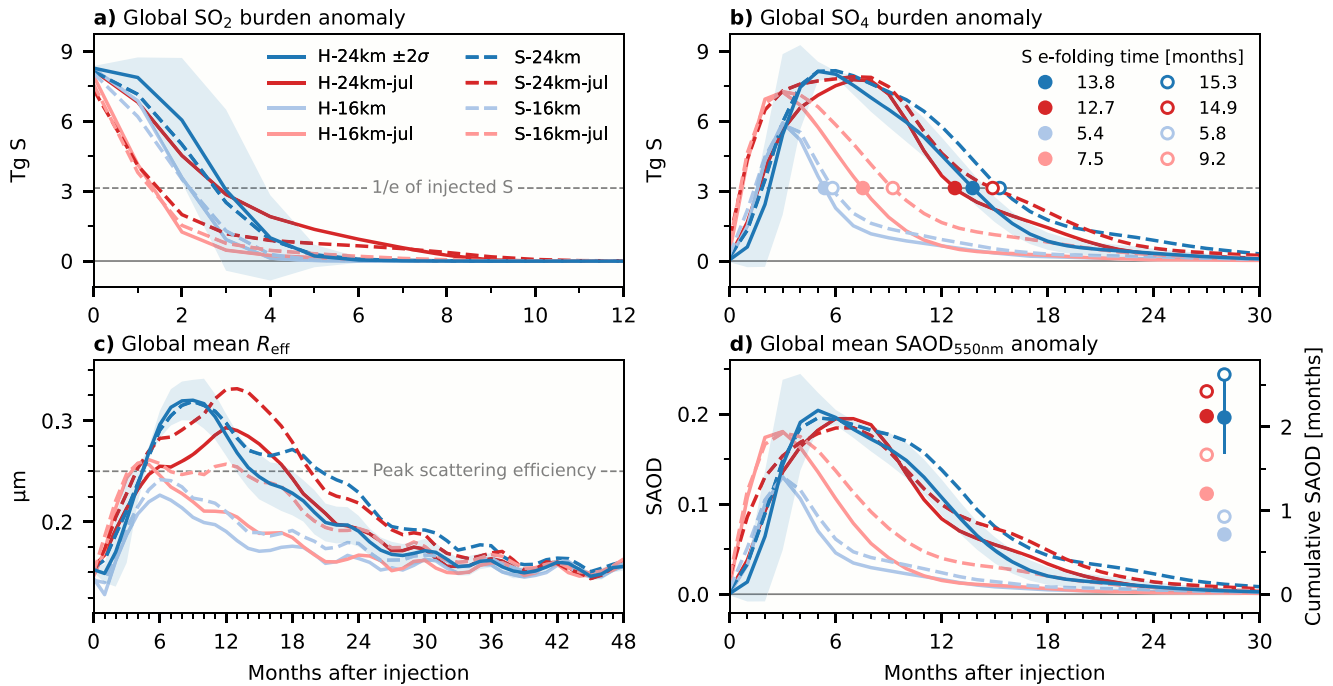 a) Global SO₂ burden anomaly
9
6
3
0
Tg S
H-24km ±2σ
H-24km-jul
H-16km
H-16km-jul
S-24km
S-24km-jul
S-16km
S-16km-jul
1/e of injected S
0 2 4 6 8 10 12
b) Global SO₄ burden anomaly
9
6
3
0
Tg S
S e-folding time [months]
13.8 15.3
12.7 14.9
5.4 5.8
7.5 9.2
0 6 12 18 24 30
c) Global mean R_eff
0.3
0.2
μm
Peak scattering efficiency
0 6 12 18 24 30 36 42 48
Months after injection
d) Global mean SAOD₅₅₀ₙₘ anomaly
0.2
0.1
0.0
SAOD
2
1
0
Cumulative SAOD [months]
0 6 12 18 24 30
Months after injection